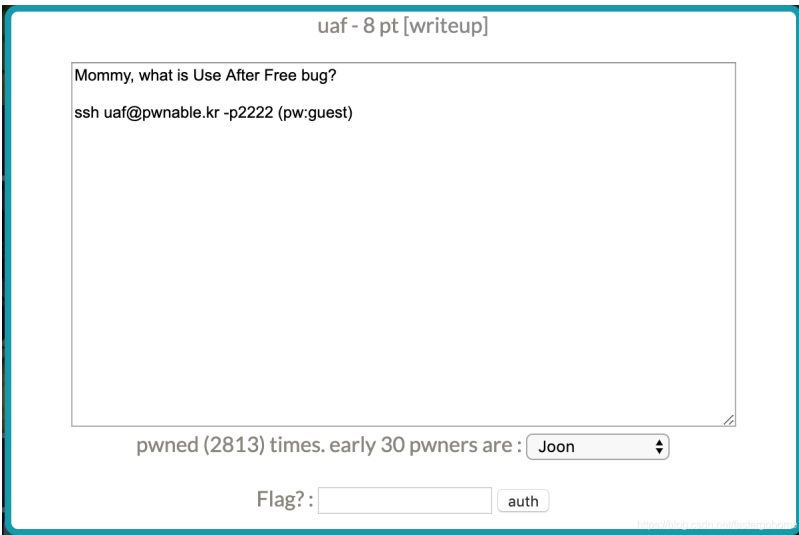 uaf - 8 pt [writeup]
Mommy, what is Use After Free bug?
ssh uaf@pwnable.kr -p2222 (pw:guest)
pwned (2813) times. early 30 pwners are : Joon
Flag? : auth